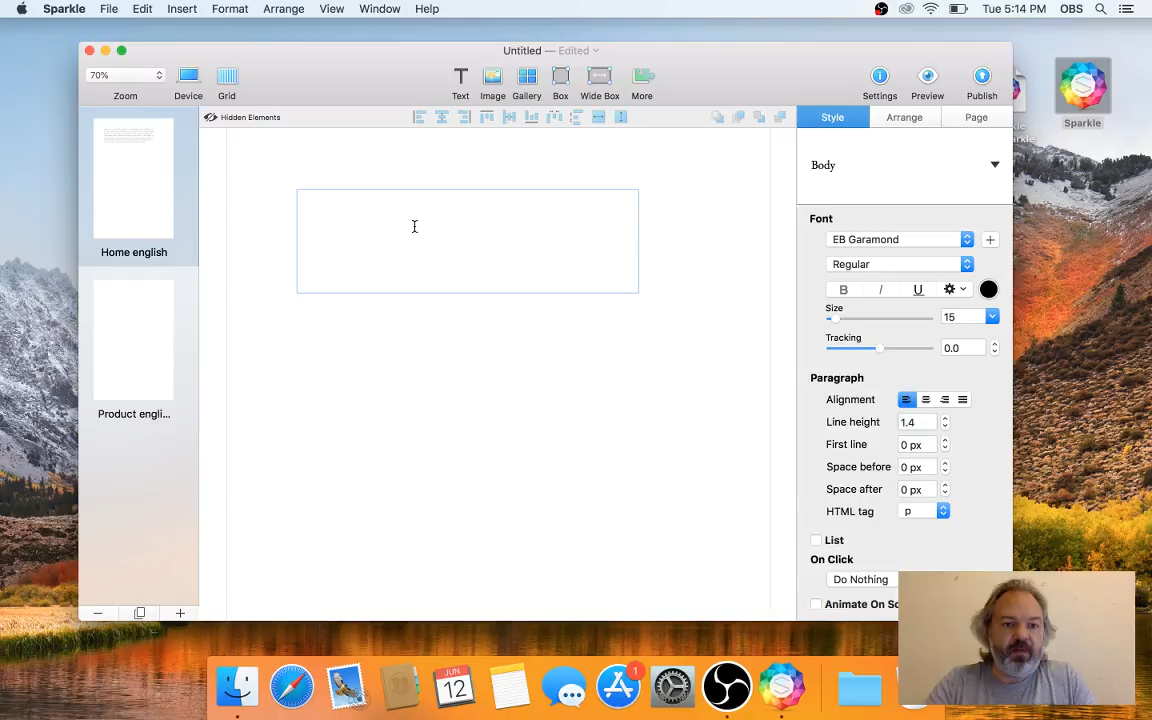 Sparkle File Edit Insert Format Arrange View Window Help Tue 5:14 PM OBS
Untitled — Edited
70%
Zoom Device Grid Text Image Gallery Box Wide Box More Settings Preview Publish
Hidden Elements
Style Arrange Page
Sparkle
Body
Home english
Font
EB Garamond
Regular
B I U
Size
15
Tracking
0.0
Paragraph
Alignment
Line height 1.4
First line 0 px
Space before 0 px
Space after 0 px
HTML tag p
Product engli...
List
On Click
Do Nothing
Animate On Sc
JUN
12
1